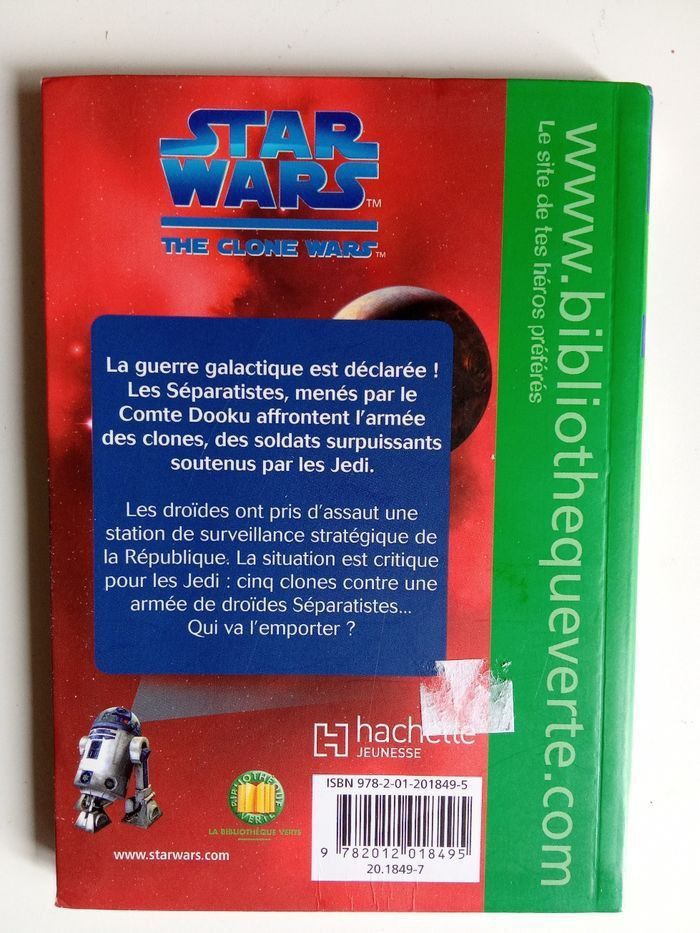 STAR
WARS TM
THE CLONE WARS TM
La guerre galactique est déclarée !
Les Séparatistes, menés par le
Comte Dooku affrontent l'armée
des clones, des soldats surpuissants
soutenus par les Jedi.
Les droïdes ont pris d'assaut une
station de surveillance stratégique de
la République. La situation est critique
pour les Jedi : cinq clones contre une
armée de droïdes Séparatistes...
Qui va l'emporter ?
hachette
JEUNESSE
BIBLIOTHÈQUE
VERTE
LA BIBLIOTHÈQUE VERTE
www.starwars.com
ISBN 978-2-01-201849-5
9 782012 018495
20.1849-7
www.bibliothequeverte.com
Le site de tes héros préférés